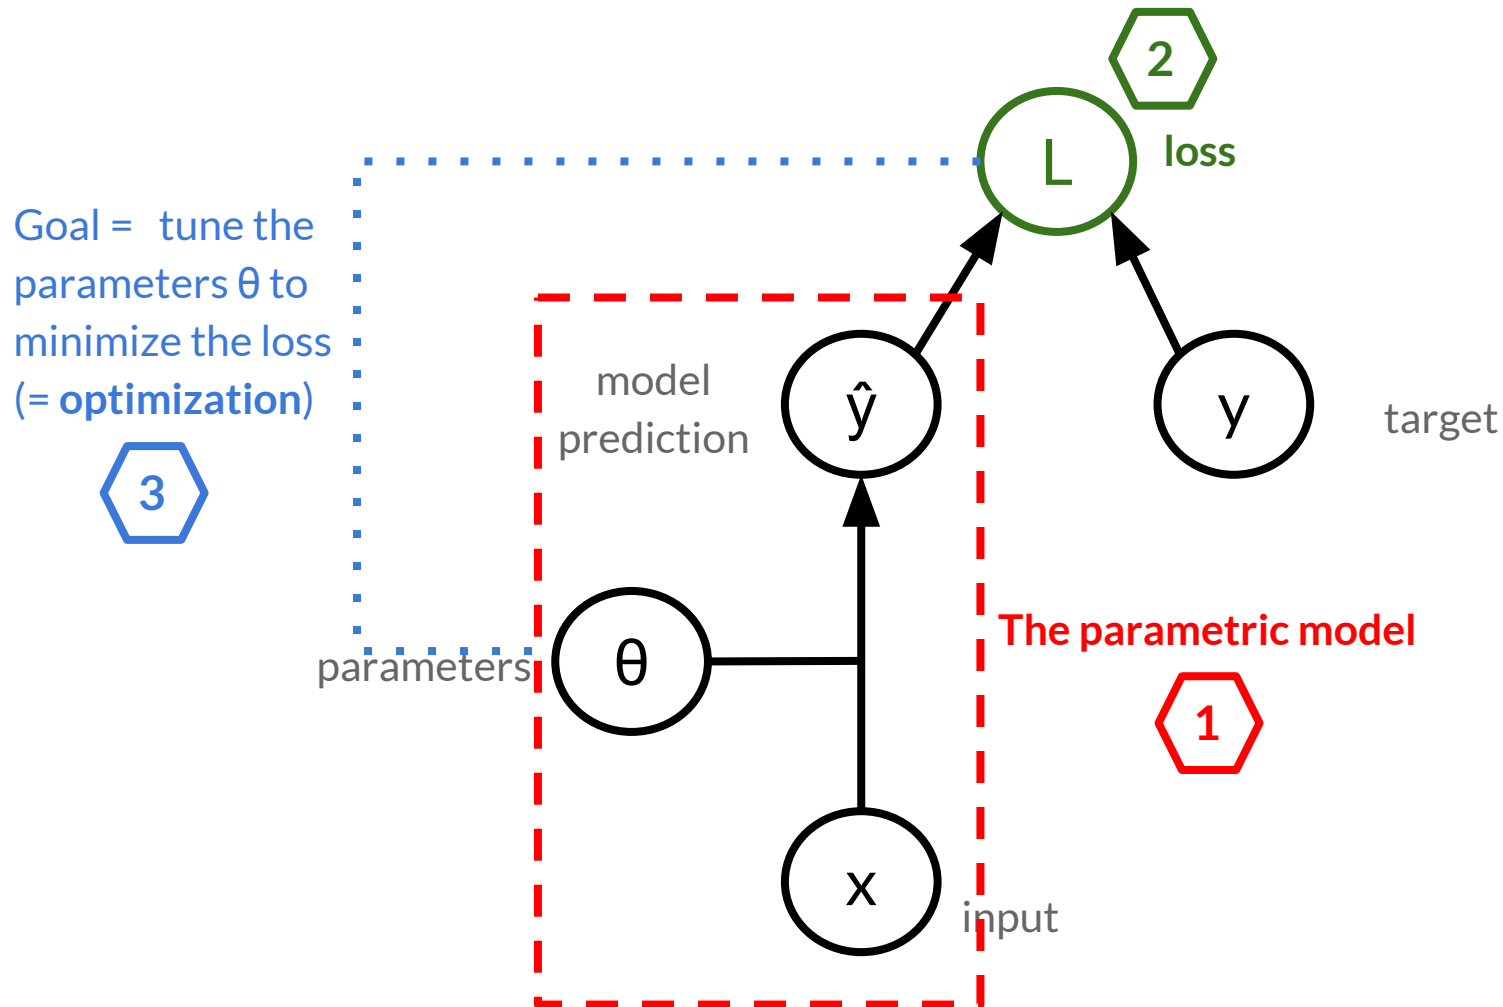 2
L
loss
Goal = tune the
parameters θ to
minimize the loss
(= optimization)
3
model
prediction
ŷ
y
target
The parametric model
1
parameters
θ
x
input